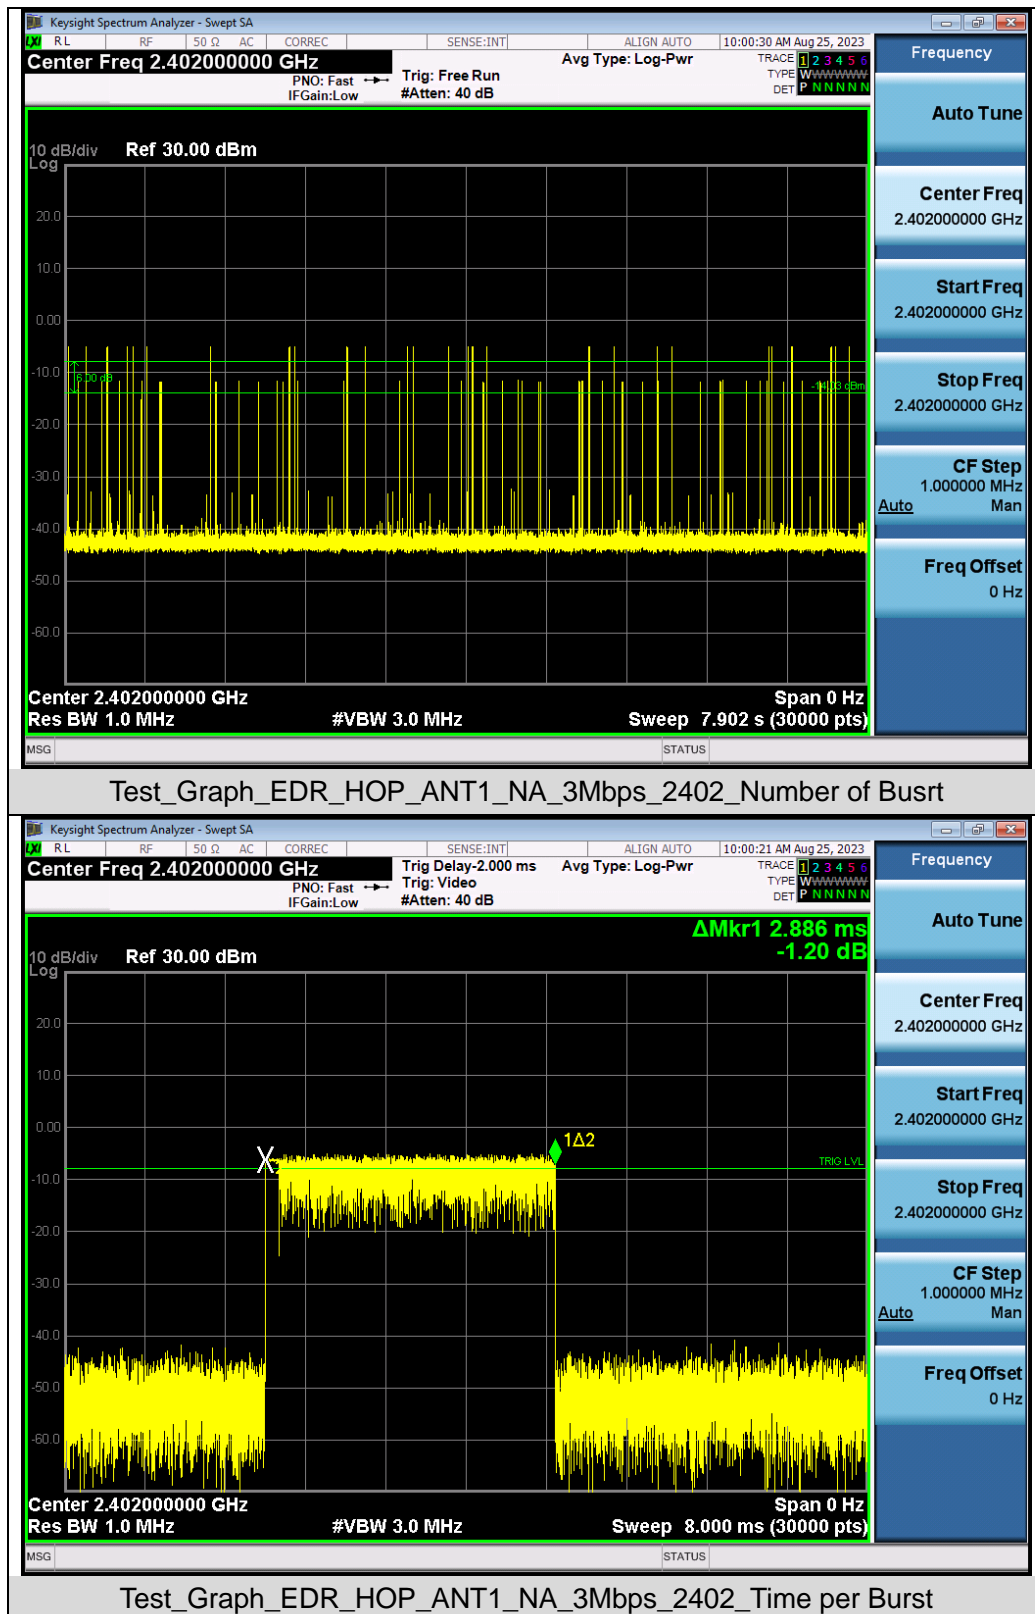 Keysight Spectrum Analyzer - Swept SA
LXI RL RF 50 Ω AC CORREC SENSE:INT ALIGN AUTO 10:00:30 AM Aug 25, 2023
Center Freq 2.402000000 GHz
PNO: Fast
IFGain:Low
Trig: Free Run
#Atten: 40 dB
Avg Type: Log-Pwr
TRACE 1 2 3 4 5 6
TYPE WWWWWW
DET P N N N N N
10 dB/div Ref 30.00 dBm
Log
20.0
10.0
0.00
-10.0
6.00 dB
-14.03 dBm
-20.0
-30.0
-40.0
-50.0
-60.0
Center 2.402000000 GHz Span 0 Hz
Res BW 1.0 MHz #VBW 3.0 MHz Sweep 7.902 s (30000 pts)
MSG STATUS
Frequency
Auto Tune
Center Freq
2.402000000 GHz
Start Freq
2.402000000 GHz
Stop Freq
2.402000000 GHz
CF Step
1.000000 MHz
Auto Man
Freq Offset
0 Hz
Test_Graph_EDR_HOP_ANT1_NA_3Mbps_2402_Number of Busrt
Keysight Spectrum Analyzer - Swept SA
LXI RL RF 50 Ω AC CORREC SENSE:INT ALIGN AUTO 10:00:21 AM Aug 25, 2023
Center Freq 2.402000000 GHz
PNO: Fast
IFGain:Low
Trig Delay-2.000 ms
Trig: Video
#Atten: 40 dB
Avg Type: Log-Pwr
TRACE 1 2 3 4 5 6
TYPE WWWWWW
DET P N N N N N
ΔMkr1 2.886 ms
-1.20 dB
10 dB/div Ref 30.00 dBm
Log
20.0
10.0
0.00
1Δ2
TRIG LVL
-10.0
-20.0
-30.0
-40.0
-50.0
-60.0
Center 2.402000000 GHz Span 0 Hz
Res BW 1.0 MHz #VBW 3.0 MHz Sweep 8.000 ms (30000 pts)
MSG STATUS
Frequency
Auto Tune
Center Freq
2.402000000 GHz
Start Freq
2.402000000 GHz
Stop Freq
2.402000000 GHz
CF Step
1.000000 MHz
Auto Man
Freq Offset
0 Hz
Test_Graph_EDR_HOP_ANT1_NA_3Mbps_2402_Time per Burst